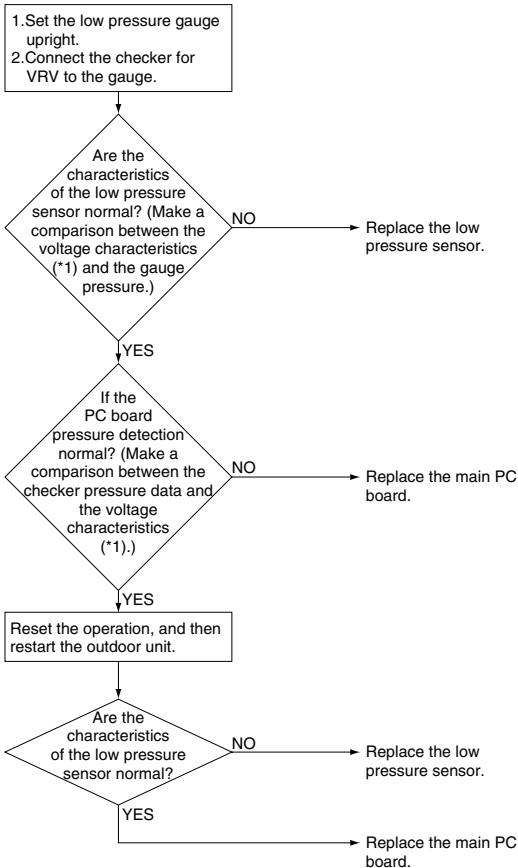 1.Set the low pressure gauge
upright.
2.Connect the checker for
VRV to the gauge.
Are the
characteristics
of the low pressure
sensor normal? (Make a
comparison between the
voltage characteristics
(*1) and the gauge
pressure.)
NO
Replace the low
pressure sensor.
YES
If the
PC board
pressure detection
normal? (Make a
comparison between the
checker pressure data and
the voltage
characteristics
(*1).)
NO
Replace the main PC
board.
YES
Reset the operation, and then
restart the outdoor unit.
Are the
characteristics
of the low pressure
sensor normal?
NO
Replace the low
pressure sensor.
YES
Replace the main PC
board.